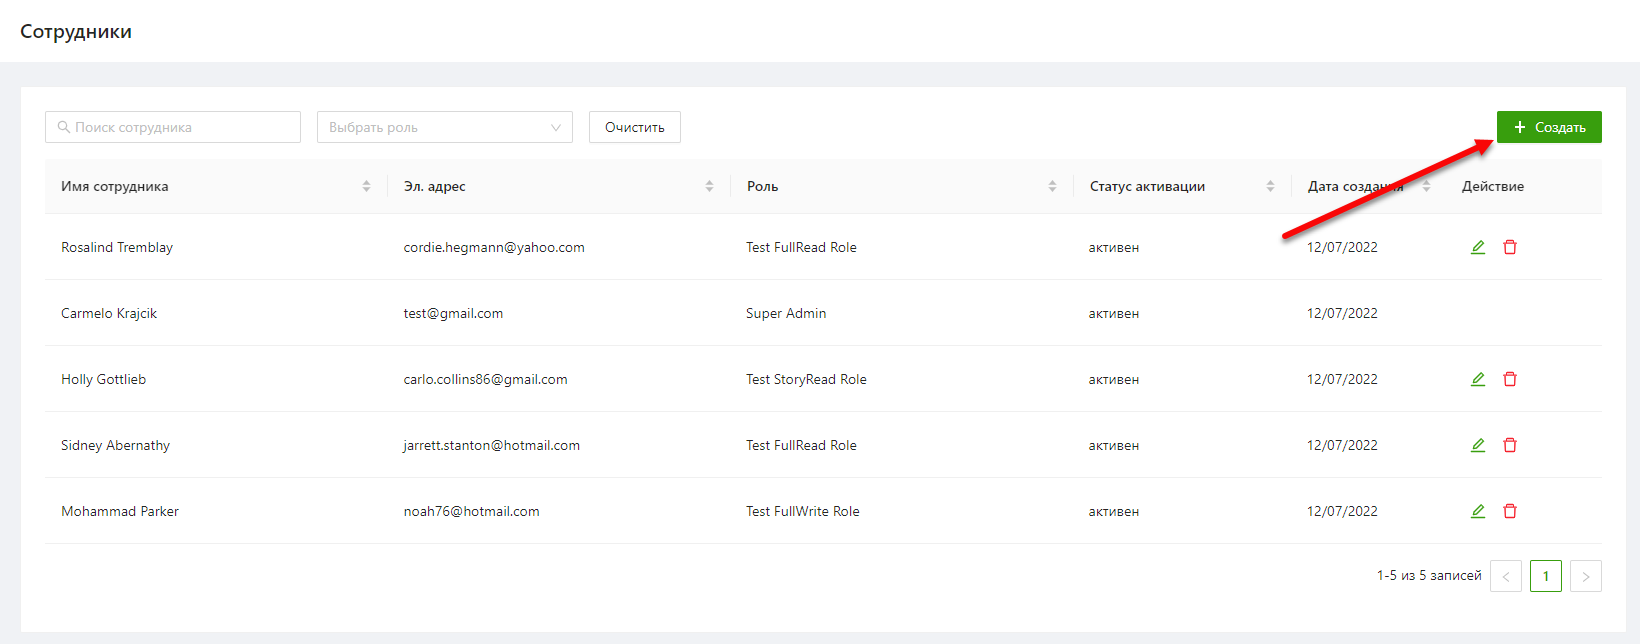 Сотрудники
Поиск сотрудника Выбрать роль Очистить + Создать
Имя сотрудника Эл. адрес Роль Статус активации Дата создания Действие
Rosalind Tremblay cordie.hegmann@yahoo.com Test FullRead Role активен 12/07/2022
Carmelo Krajcik test@gmail.com Super Admin активен 12/07/2022
Holly Gottlieb carlo.collins86@gmail.com Test StoryRead Role активен 12/07/2022
Sidney Abernathy jarrett.stanton@hotmail.com Test FullRead Role активен 12/07/2022
Mohammad Parker noah76@hotmail.com Test FullWrite Role активен 12/07/2022
1-5 из 5 записей < 1 >